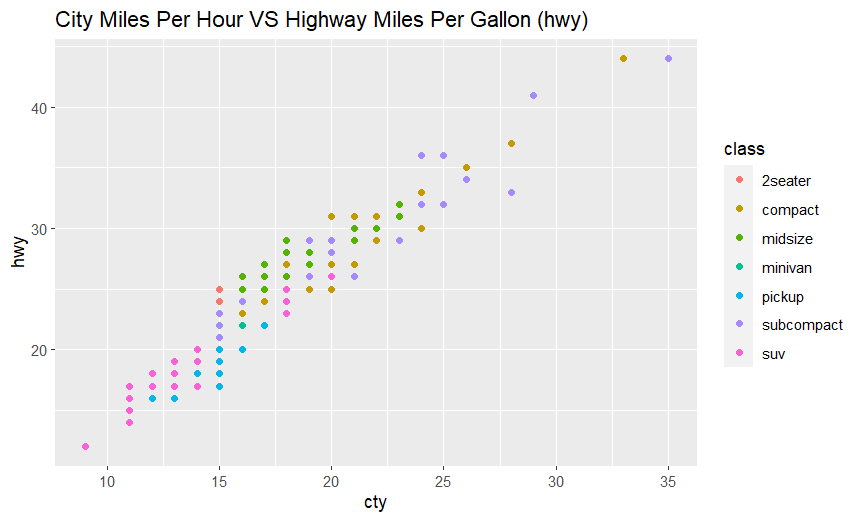 City Miles Per Hour VS Highway Miles Per Gallon (hwy)
40
30
20
hwy
10
15
20
25
30
35
cty
class
2seater
compact
midsize
minivan
pickup
subcompact
suv